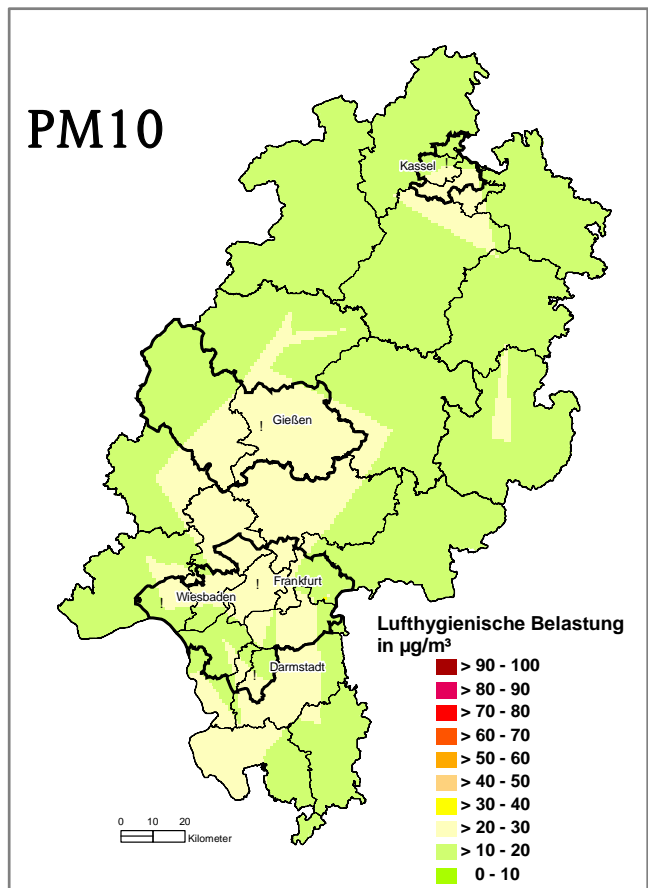 PM10
Kassel
!
Gießen
!
Frankfurt
!
Wiesbaden
!
Darmstadt
!
Lufthygienische Belastung
in µg/m³
> 90 - 100
> 80 - 90
> 70 - 80
> 60 - 70
> 50 - 60
> 40 - 50
> 30 - 40
> 20 - 30
> 10 - 20
0 - 10
0 10 20
Kilometer